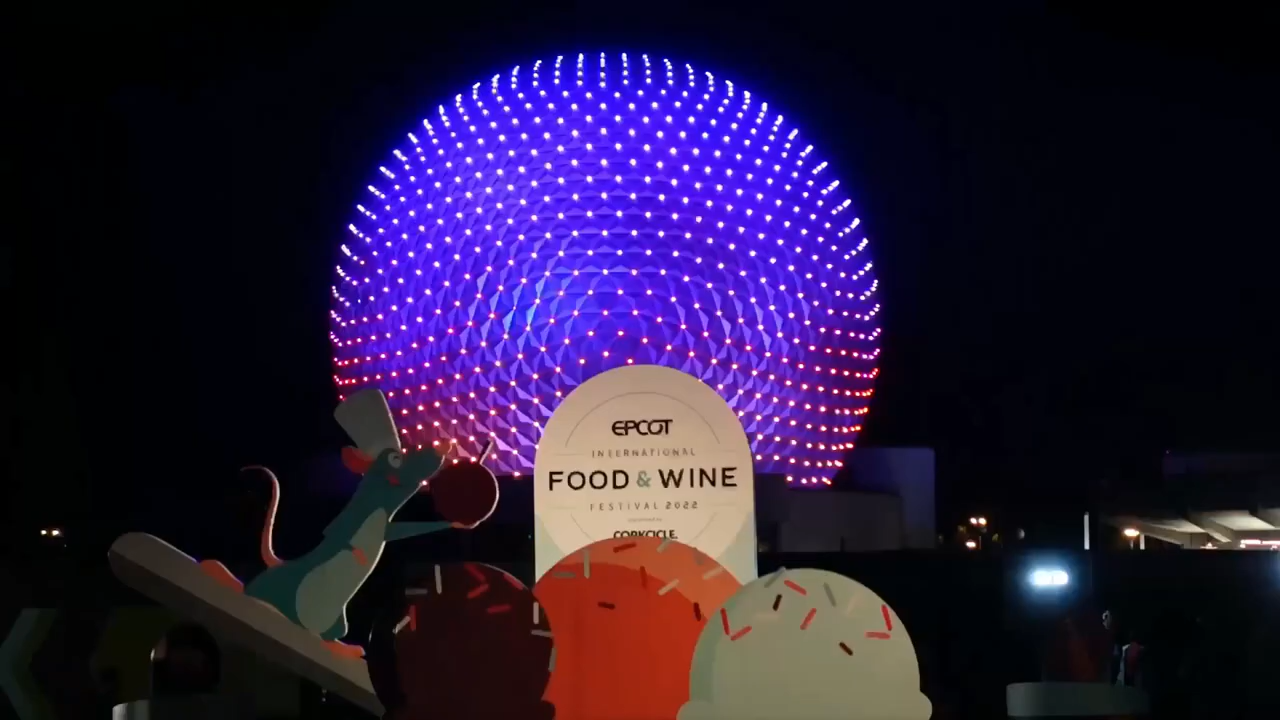 EPCOT
INTERNATIONAL
FOOD & WINE
FESTIVAL 2022
CORKCICLE.